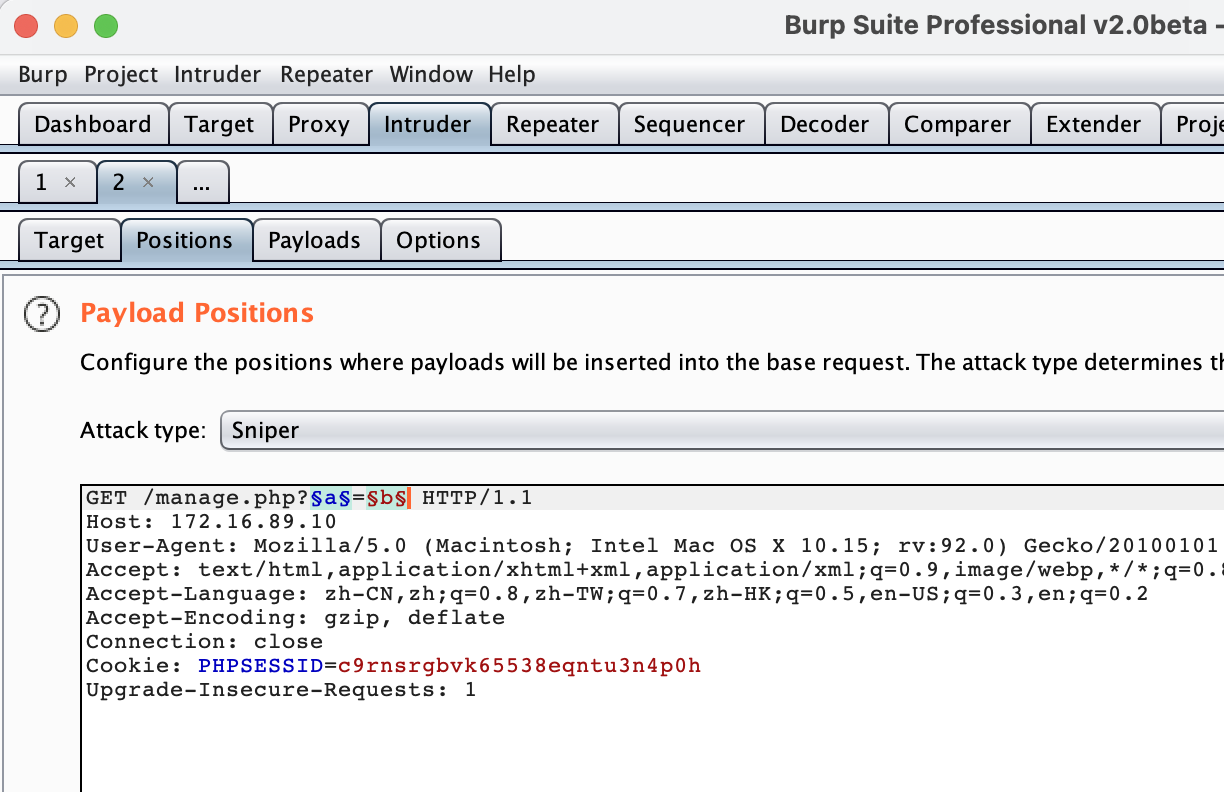 Burp Suite Professional v2.0beta -
Burp Project Intruder Repeater Window Help
Dashboard Target Proxy Intruder Repeater Sequencer Decoder Comparer Extender Proje
1 × 2 × ...
Target Positions Payloads Options
? Payload Positions
Configure the positions where payloads will be inserted into the base request. The attack type determines th
Attack type: Sniper
GET /manage.php?§a§=§b§ HTTP/1.1
Host: 172.16.89.10
User-Agent: Mozilla/5.0 (Macintosh; Intel Mac OS X 10.15; rv:92.0) Gecko/20100101
Accept: text/html,application/xhtml+xml,application/xml;q=0.9,image/webp,*/*;q=0.8
Accept-Language: zh-CN,zh;q=0.8,zh-TW;q=0.7,zh-HK;q=0.5,en-US;q=0.3,en;q=0.2
Accept-Encoding: gzip, deflate
Connection: close
Cookie: PHPSESSID=c9rnsrgbvk65538eqntu3n4p0h
Upgrade-Insecure-Requests: 1